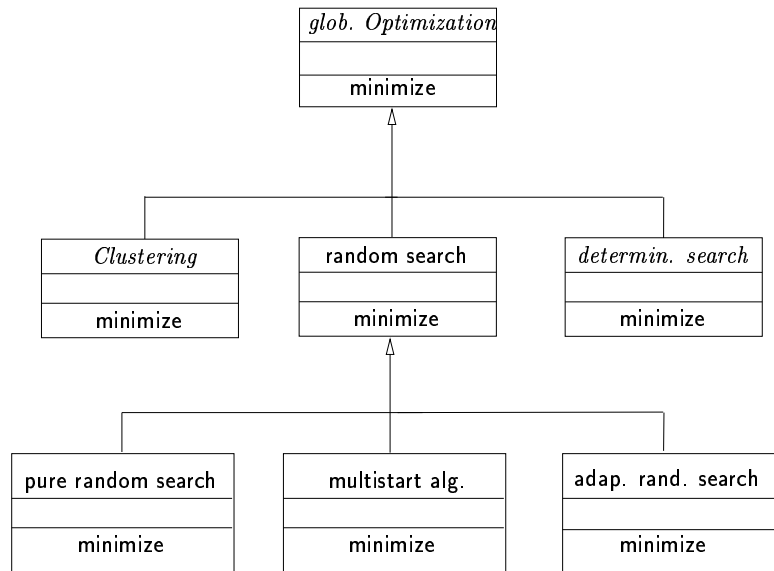 glob. Optimization
minimize
Clustering
random search
determin. search
minimize
minimize
minimize
pure random search
multistart alg.
adap. rand. search
minimize
minimize
minimize